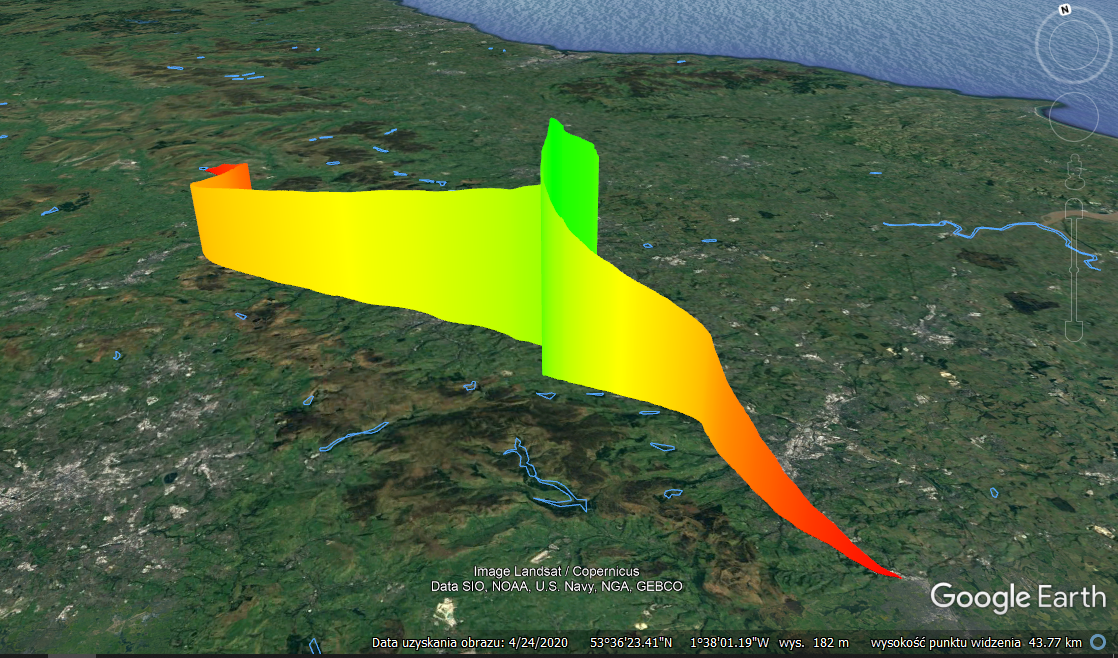 N
Image Landsat / Copernicus
Data SIO, NOAA, U.S. Navy, NGA, GEBCO
Google Earth
Data uzyskania obrazu: 4/24/2020 53°36'23.41"N 1°38'01.19"W wys. 182 m wysokość punktu widzenia 43.77 km